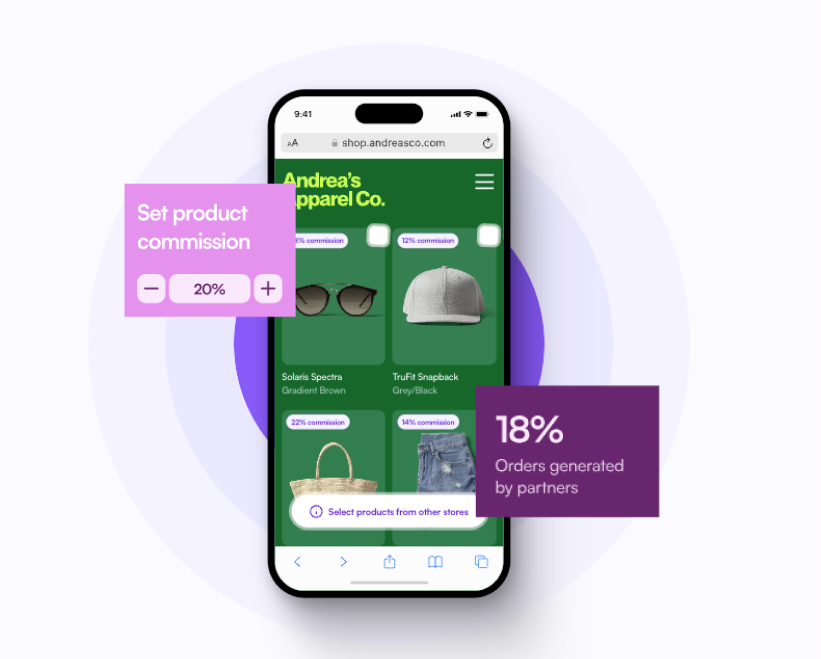 9:41
AA
shop.andreasco.com
Andrea's
Apparel Co.
Set product
commission
20%
% commission
12% commission
Solaris Spectra
Gradient Brown
TruFit Snapback
Grey/Black
22% commission
14% commission
18%
Orders generated
by partners
Select products from other stores